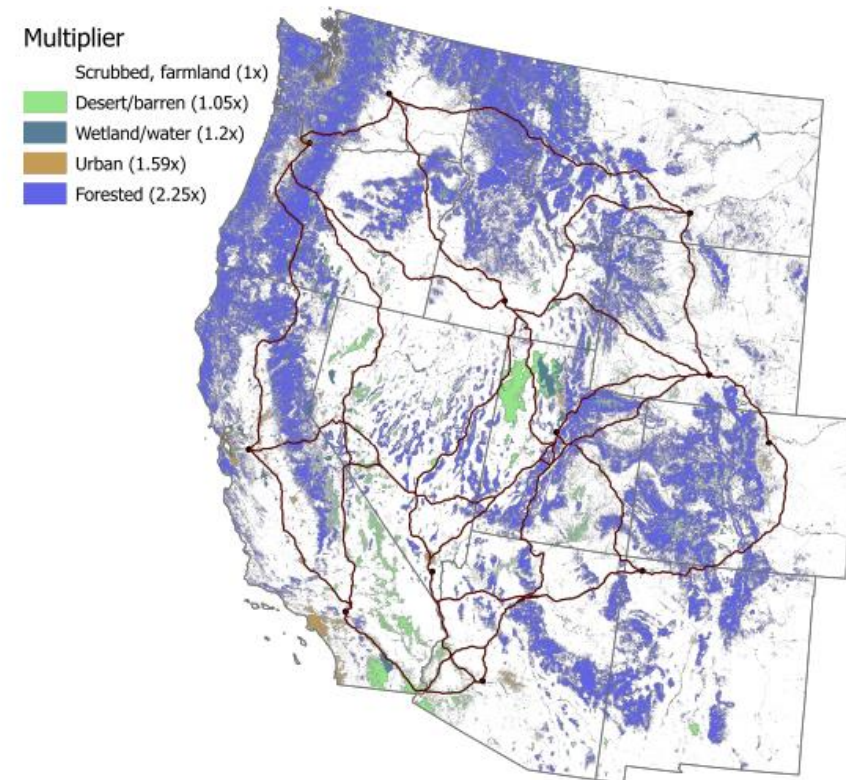 Multiplier
Scrubbed, farmland (1x)
Desert/barren (1.05x)
Wetland/water (1.2x)
Urban (1.59x)
Forested (2.25x)